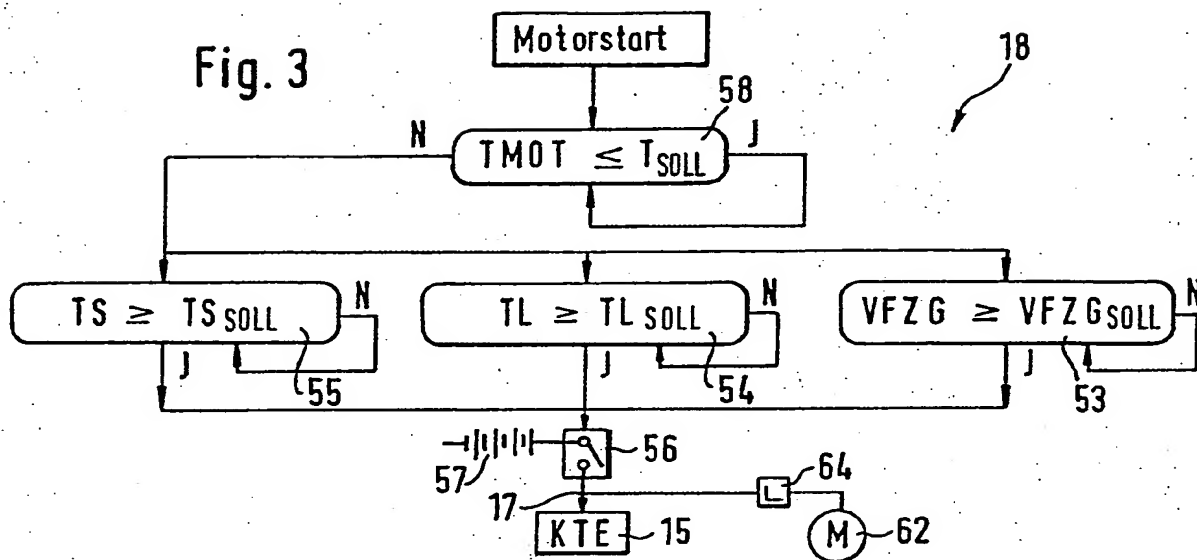 Fig. 3
Motorstart
18
58
N
J
TMOT ≤ TSOLL
TS ≥ TSSOLL
N
TL ≥ TLSOLL
N
VFZG ≥ VFZGSOLL
N
J
55
J
54
J
53
57
56
17
64
KTE
15
L
M
62